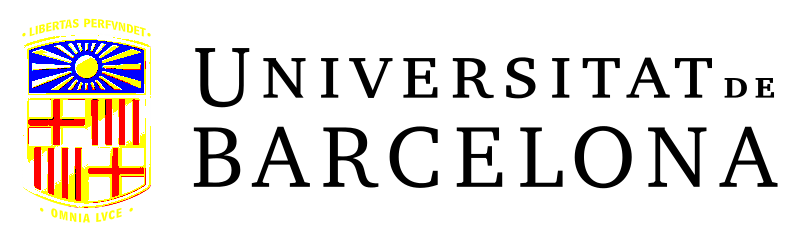 LIBERTAS PERFVNDET
UNIVERSITAT DE
BARCELONA
OMNIA LVCE